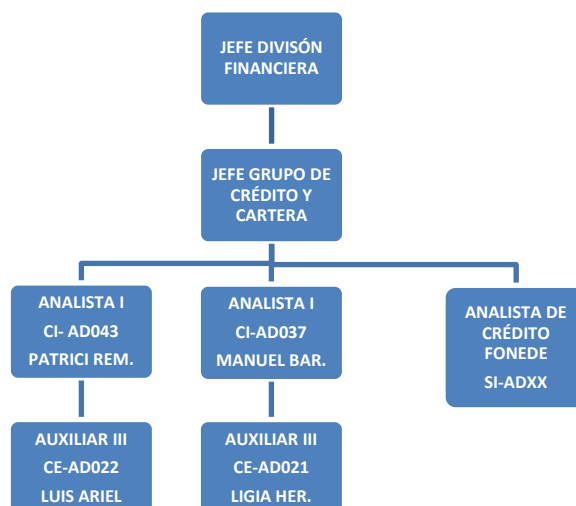 JEFE DIVISÓN
FINANCIERA
JEFE GRUPO DE
CRÉDITO Y
CARTERA
ANALISTA I
CI- AD043
PATRICI REM.
ANALISTA I
CI-AD037
MANUEL BAR.
ANALISTA DE
CRÉDITO
FONEDE
SI-ADXX
AUXILIAR III
CE-AD022
LUIS ARIEL
AUXILIAR III
CE-AD021
LIGIA HER.